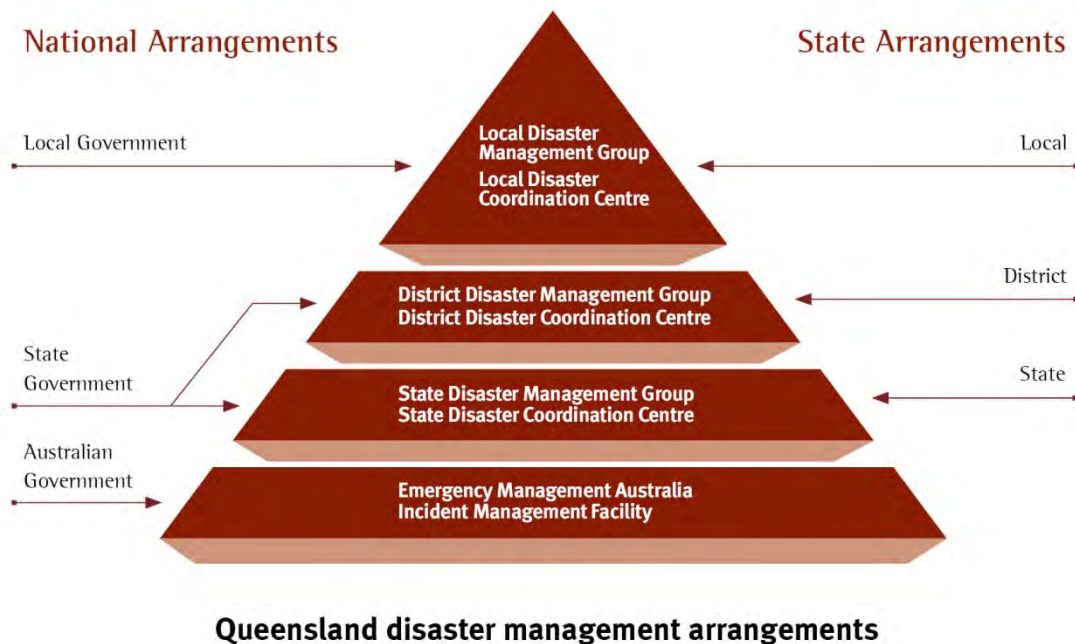 National Arrangements
State Arrangements
Local Government
Local Disaster
Management Group
Local Disaster
Coordination Centre
Local
District Disaster Management Group
District Disaster Coordination Centre
District
State
Government
State Disaster Management Group
State Disaster Coordination Centre
State
Australian
Government
Emergency Management Australia
Incident Management Facility
Queensland disaster management arrangements